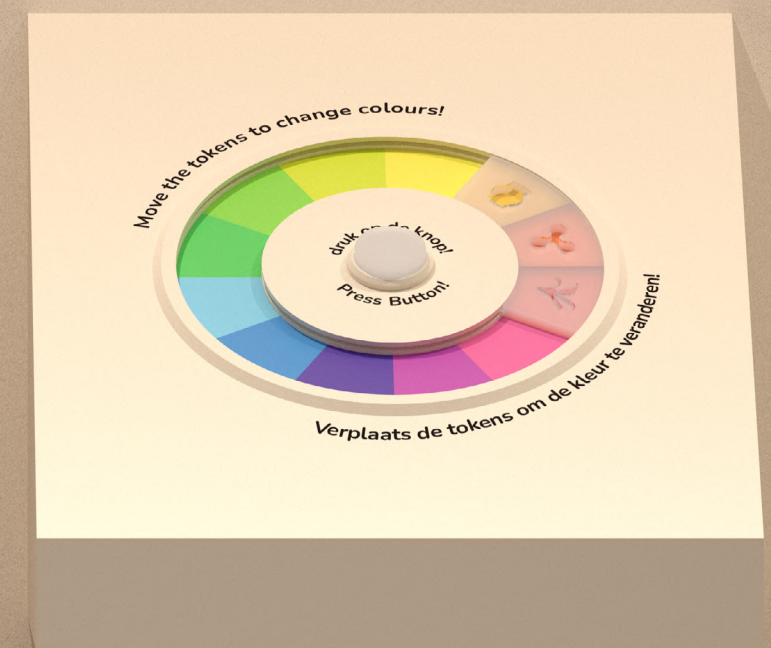 Move the tokens to change colours!
druk op de knop!
Press Button!
Verplaats de tokens om de kleur te veranderen!